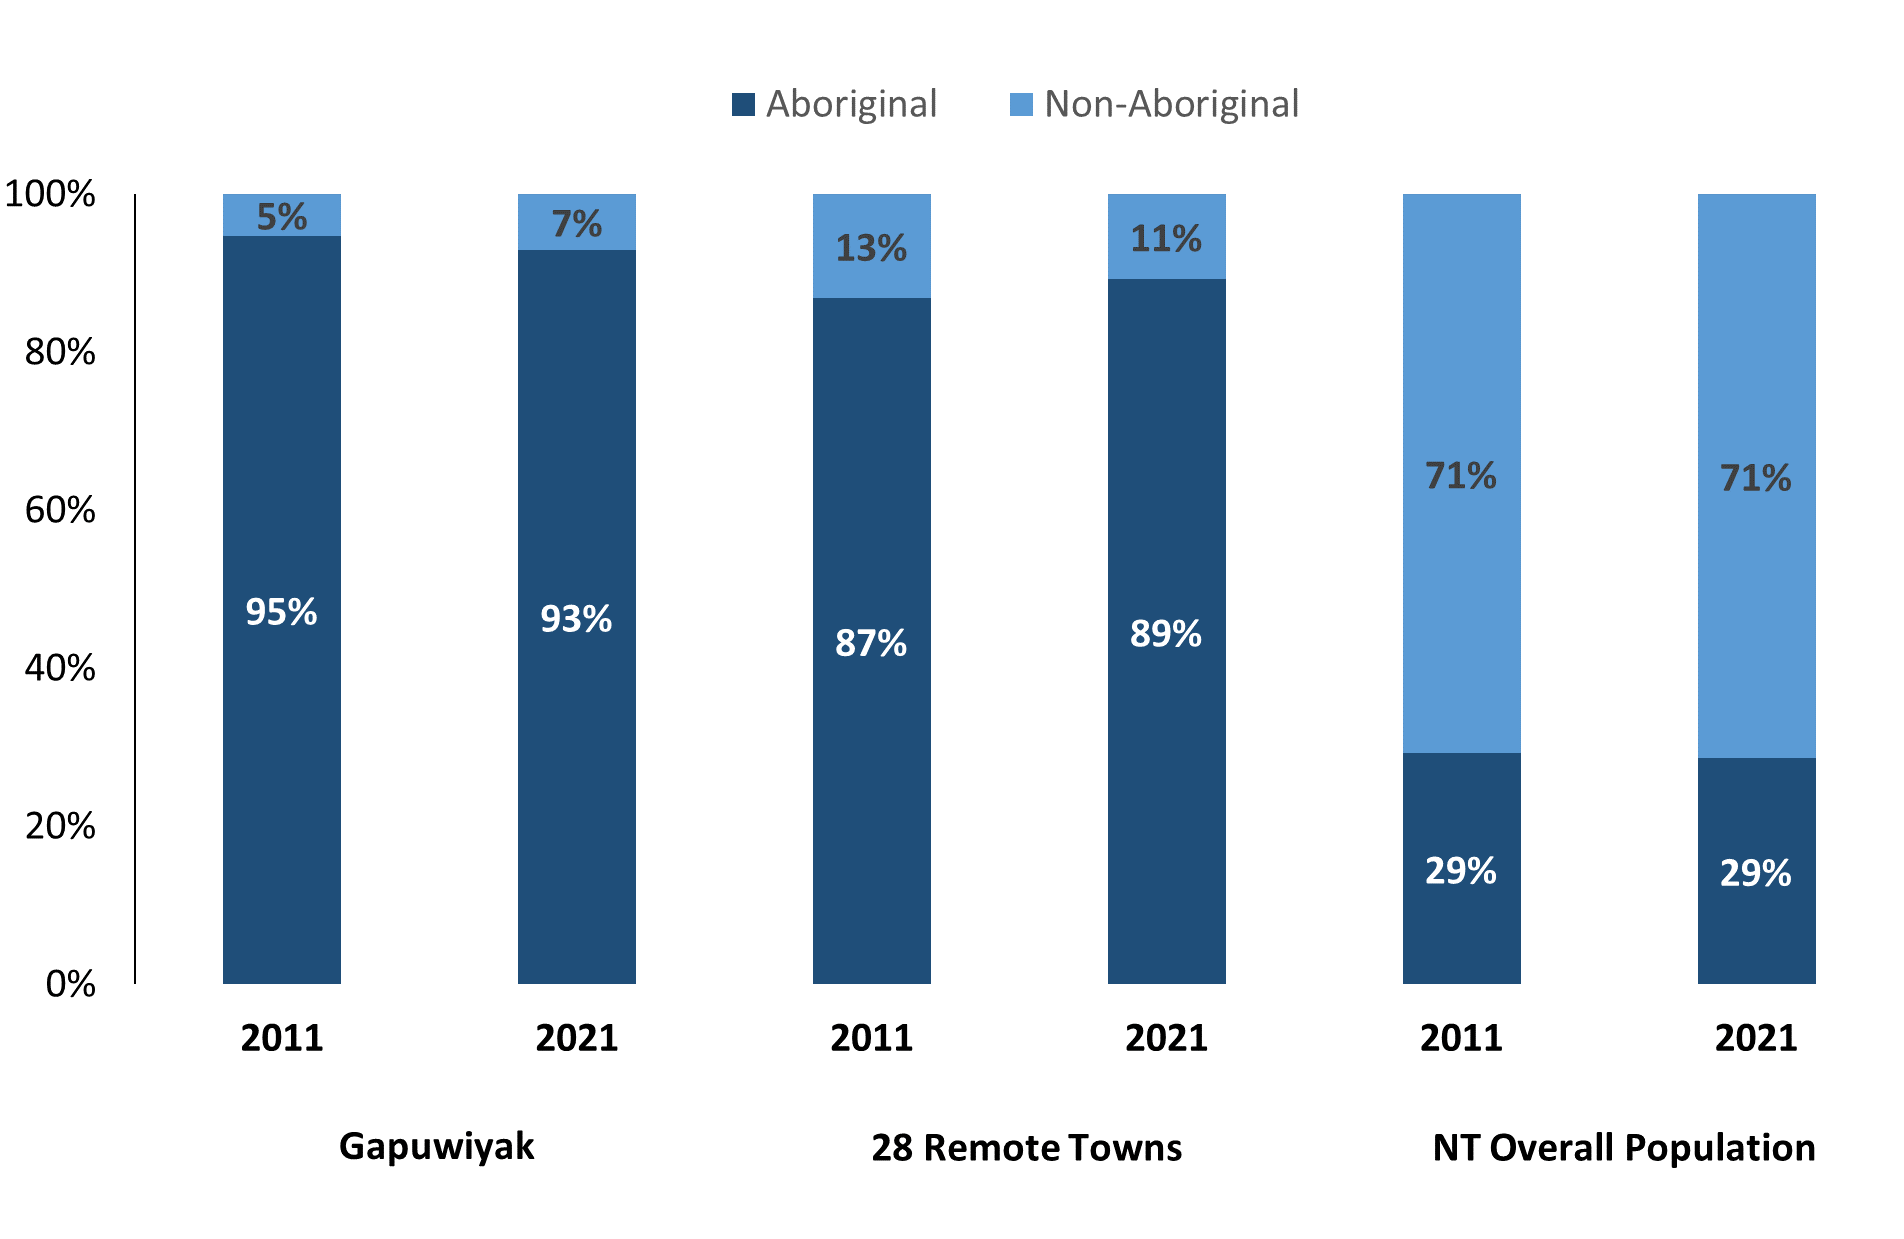 Aboriginal Non-Aboriginal
100%
80%
60%
40%
20%
0%
5% 7% 13% 11% 71% 71%
95% 93% 87% 89% 29% 29%
2011 2021 2011 2021 2011 2021
Gapuwiyak 28 Remote Towns NT Overall Population